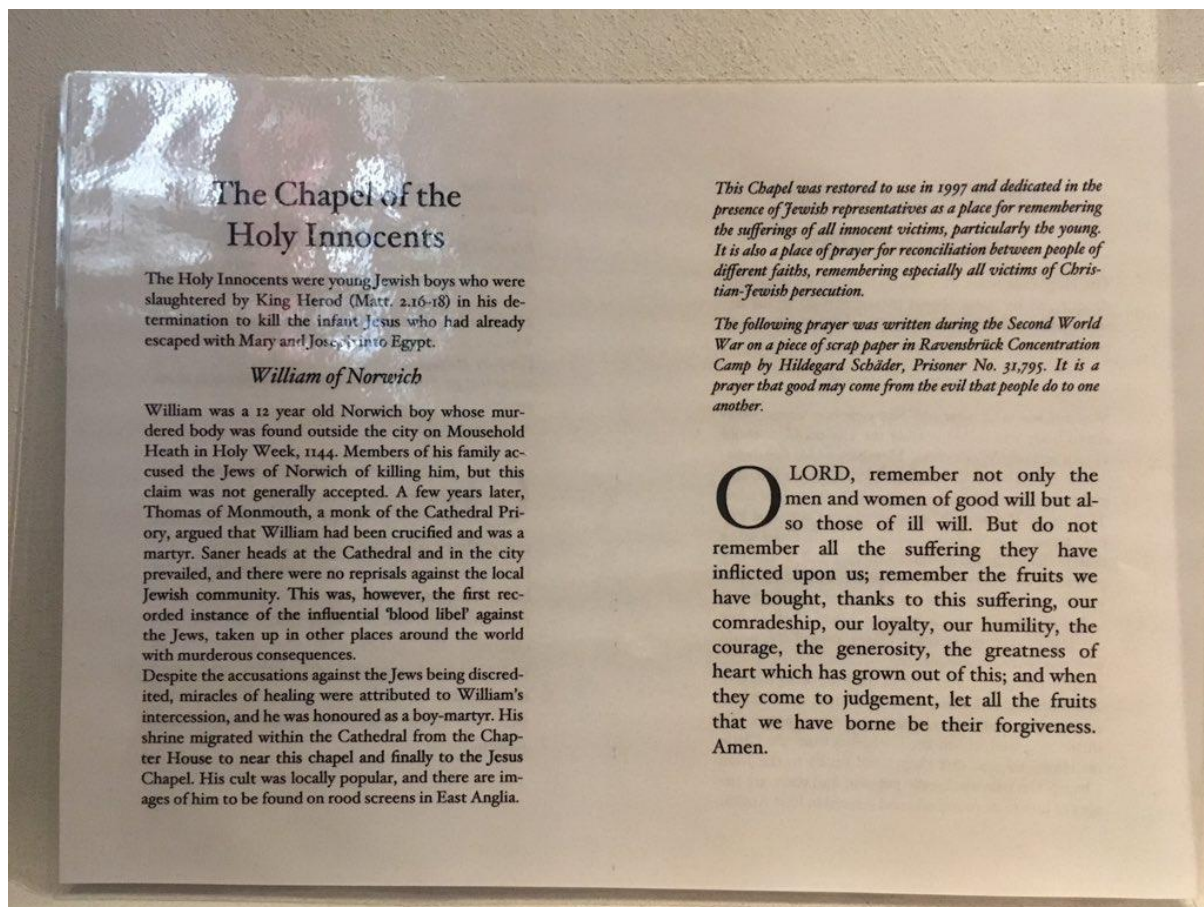 The Chapel of the
Holy Innocents
The Holy Innocents were young Jewish boys who were
slaughtered by King Herod (Matt. 2.16-18) in his de-
termination to kill the infant Jesus who had already
escaped with Mary and Joseph into Egypt.
William of Norwich
William was a 12 year old Norwich boy whose mur-
dered body was found outside the city on Mousehold
Heath in Holy Week, 1144. Members of his family ac-
cused the Jews of Norwich of killing him, but this
claim was not generally accepted. A few years later,
Thomas of Monmouth, a monk of the Cathedral Pri-
ory, argued that William had been crucified and was a
martyr. Saner heads at the Cathedral and in the city
prevailed, and there were no reprisals against the local
Jewish community. This was, however, the first rec-
orded instance of the influential 'blood libel' against
the Jews, taken up in other places around the world
with murderous consequences.
Despite the accusations against the Jews being discred-
ited, miracles of healing were attributed to William's
intercession, and he was honoured as a boy-martyr. His
shrine migrated within the Cathedral from the Chap-
ter House to near this chapel and finally to the Jesus
Chapel. His cult was locally popular, and there are im-
ages of him to be found on rood screens in East Anglia.
This Chapel was restored to use in 1997 and dedicated in the
presence of Jewish representatives as a place for remembering
the sufferings of all innocent victims, particularly the young.
It is also a place of prayer for reconciliation between people of
different faiths, remembering especially all victims of Chris-
tian-Jewish persecution.
The following prayer was written during the Second World
War on a piece of scrap paper in Ravensbrück Concentration
Camp by Hildegard Schäder, Prisoner No. 31,795. It is a
prayer that good may come from the evil that people do to one
another.
O LORD, remember not only the
men and women of good will but al-
so those of ill will. But do not
remember all the suffering they have
inflicted upon us; remember the fruits we
have bought, thanks to this suffering, our
comradeship, our loyalty, our humility, the
courage, the generosity, the greatness of
heart which has grown out of this; and when
they come to judgement, let all the fruits
that we have borne be their forgiveness.
Amen.